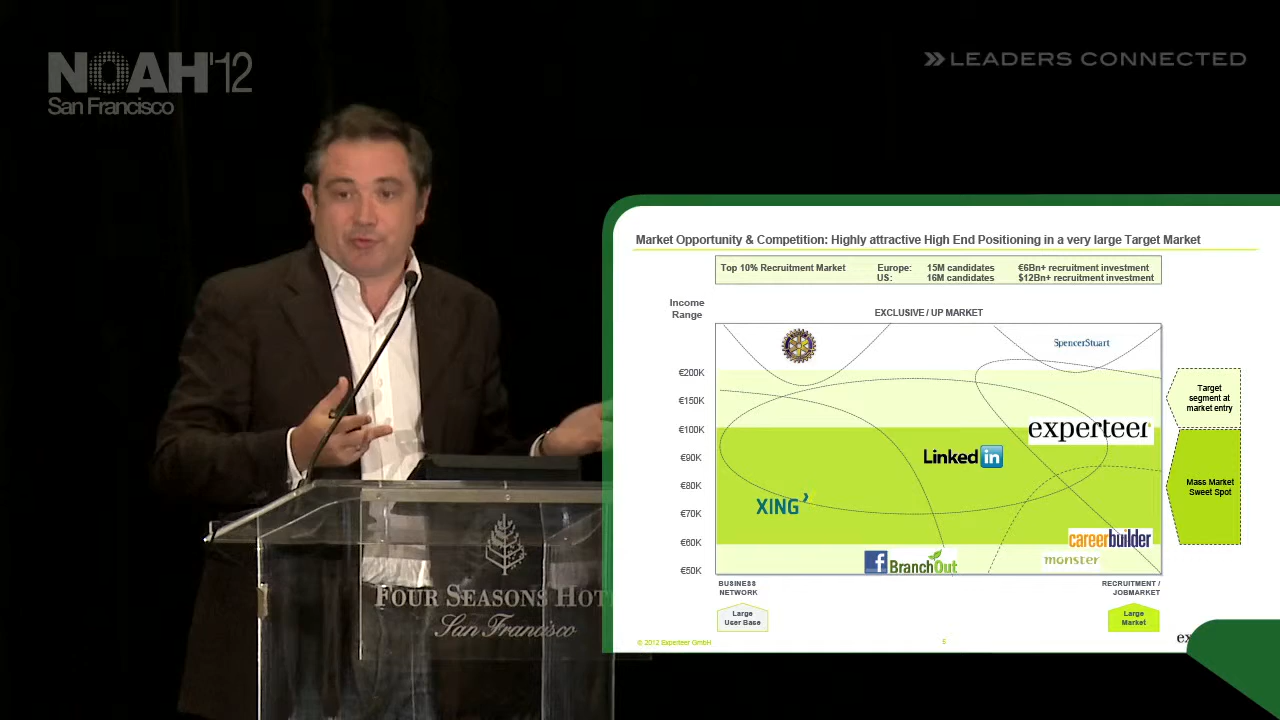 NOAH'12
San Francisco
LEADERS CONNECTED
Market Opportunity & Competition: Highly attractive High End Positioning in a very large Target Market
Top 10% Recruitment Market Europe: 15M candidates €6Bn+ recruitment investment
US: 16M candidates $12Bn+ recruitment investment
Income
Range
EXCLUSIVE / UP MARKET
SpencerStuart
€200K
€150K
€100K
€90K
€80K
€70K
€60K
€50K
experteer
Linked in
XING
careerbuilder
monster
f BranchOut
Target
segment at
market entry
Mass Market
Sweet Spot
BUSINESS
NETWORK
RECRUITMENT /
JOBMARKET
Large
User Base
Large
Market
© 2012 Experteer GmbH
5
ex
FOUR SEASONS HOT
San Francisco